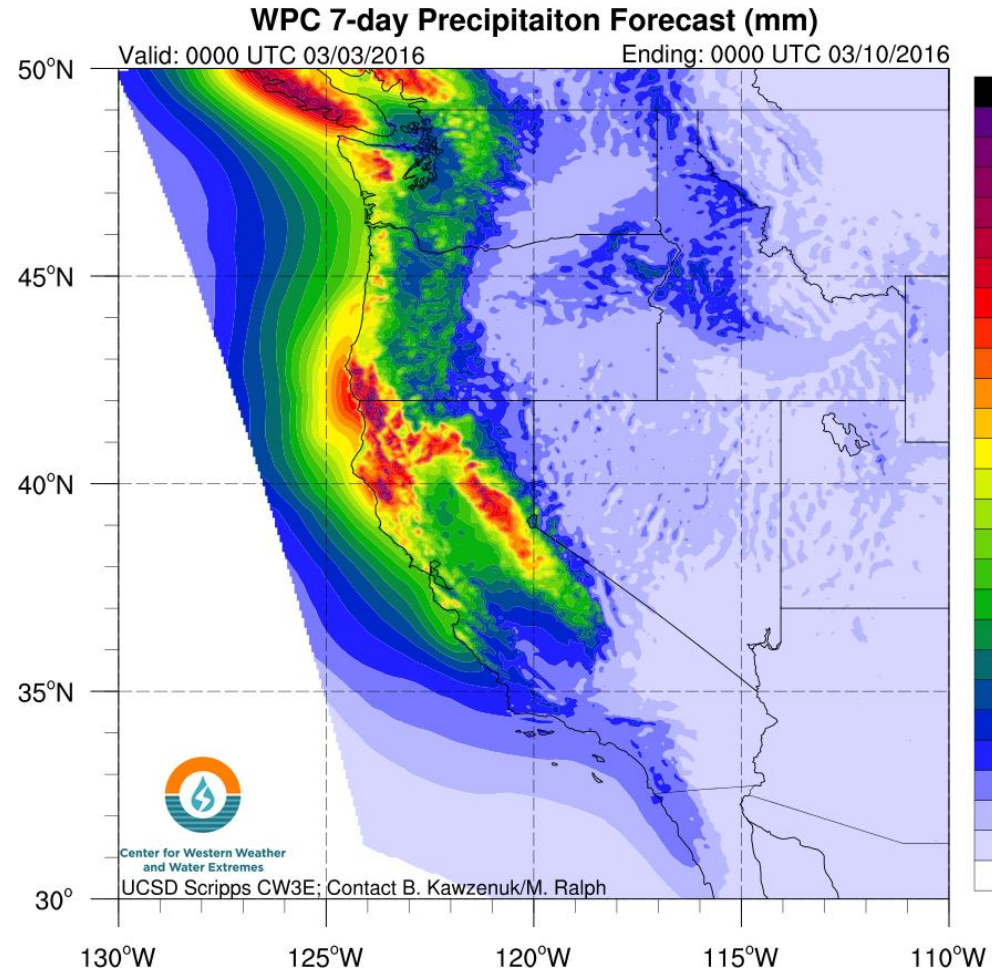 WPC 7-day Precipitaiton Forecast (mm)
Valid: 0000 UTC 03/03/2016 Ending: 0000 UTC 03/10/2016
50°N
45°N
40°N
35°N
Center for Western Weather
and Water Extremes
UCSD Scripps CW3E; Contact B. Kawzenuk/M. Ralph
30°
130°W 125°W 120°W 115°W 110°W